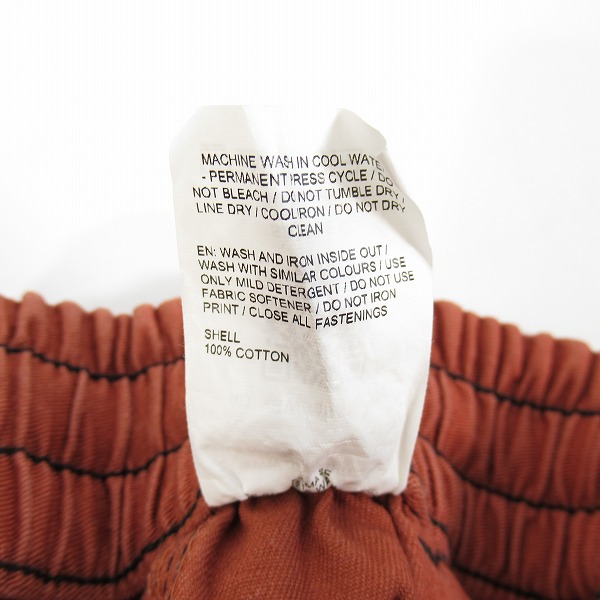 MACHINE WASH IN COOL WATE
- PERMANENT PRESS CYCLE / DO
NOT BLEACH / DO NOT TUMBLE DRY /
LINE DRY / COOL IRON / DO NOT DRY
CLEAN
EN: WASH AND IRON INSIDE OUT /
WASH WITH SIMILAR COLOURS / USE
ONLY MILD DETERGENT / DO NOT USE
FABRIC SOFTENER / DO NOT IRON
PRINT / CLOSE ALL FASTENINGS
SHELL
100% COTTON